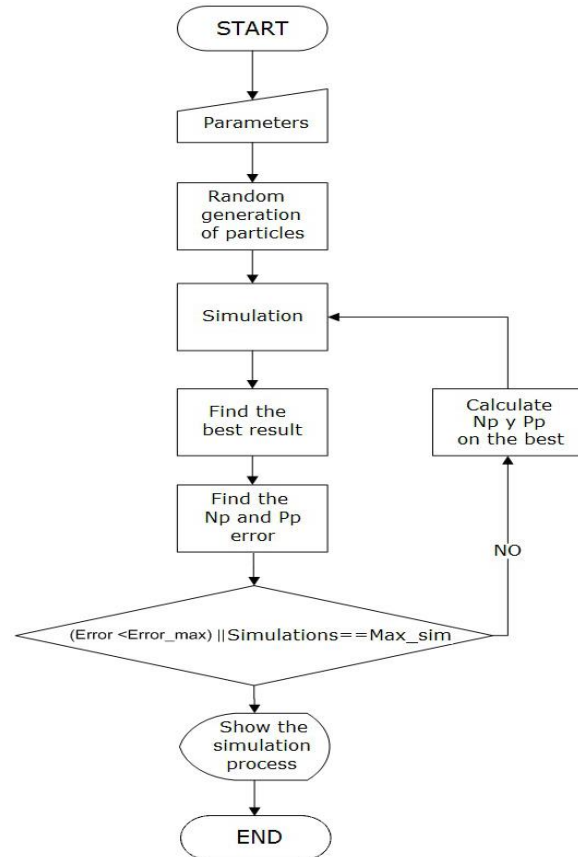 START
Parameters
Random
generation
of particles
Simulation
Find the
best result
Calculate
Np y Pp
on the best
Find the
Np and Pp
error
NO
(Error <Error_max) ||Simulations==Max_sim
Show the
simulation
process
END